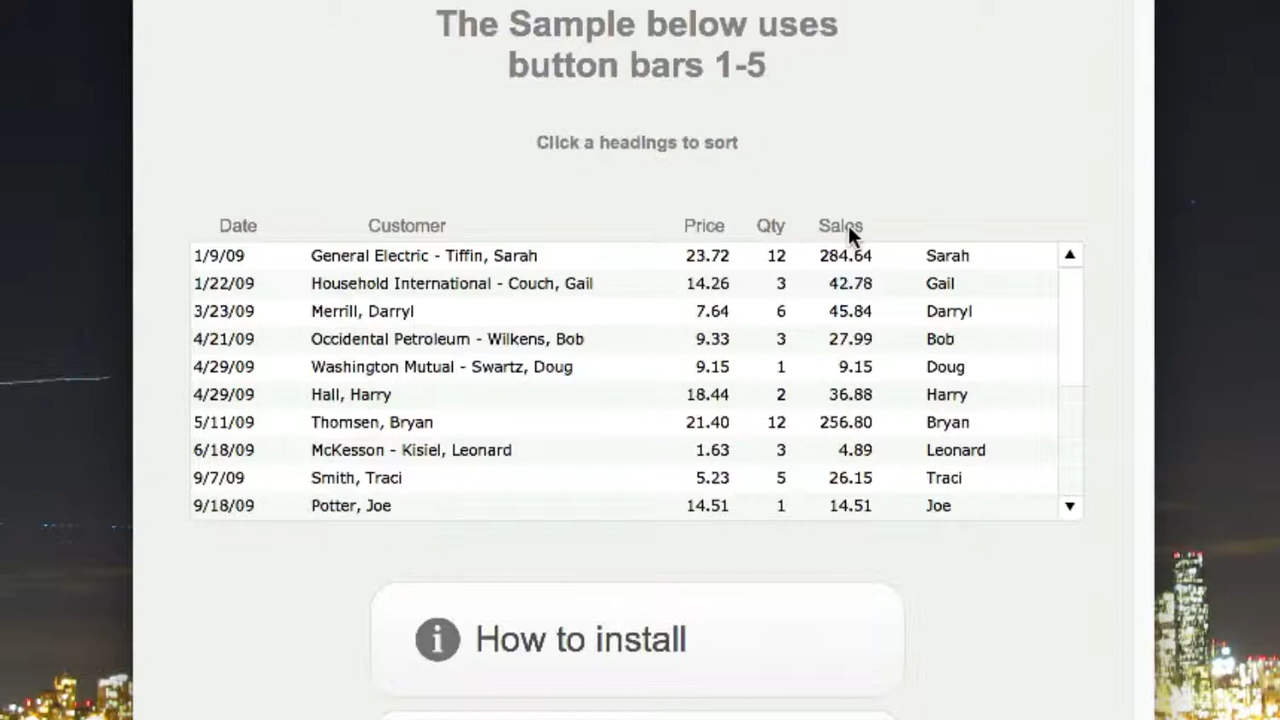 The Sample below uses
button bars 1-5
Click a headings to sort
Date Customer Price Qty Sales
1/9/09 General Electric - Tiffin, Sarah 23.72 12 284.64 Sarah
1/22/09 Household International - Couch, Gail 14.26 3 42.78 Gail
3/23/09 Merrill, Darryl 7.64 6 45.84 Darryl
4/21/09 Occidental Petroleum - Wilkens, Bob 9.33 3 27.99 Bob
4/29/09 Washington Mutual - Swartz, Doug 9.15 1 9.15 Doug
4/29/09 Hall, Harry 18.44 2 36.88 Harry
5/11/09 Thomsen, Bryan 21.40 12 256.80 Bryan
6/18/09 McKesson - Kisiel, Leonard 1.63 3 4.89 Leonard
9/7/09 Smith, Traci 5.23 5 26.15 Traci
9/18/09 Potter, Joe 14.51 1 14.51 Joe
How to install